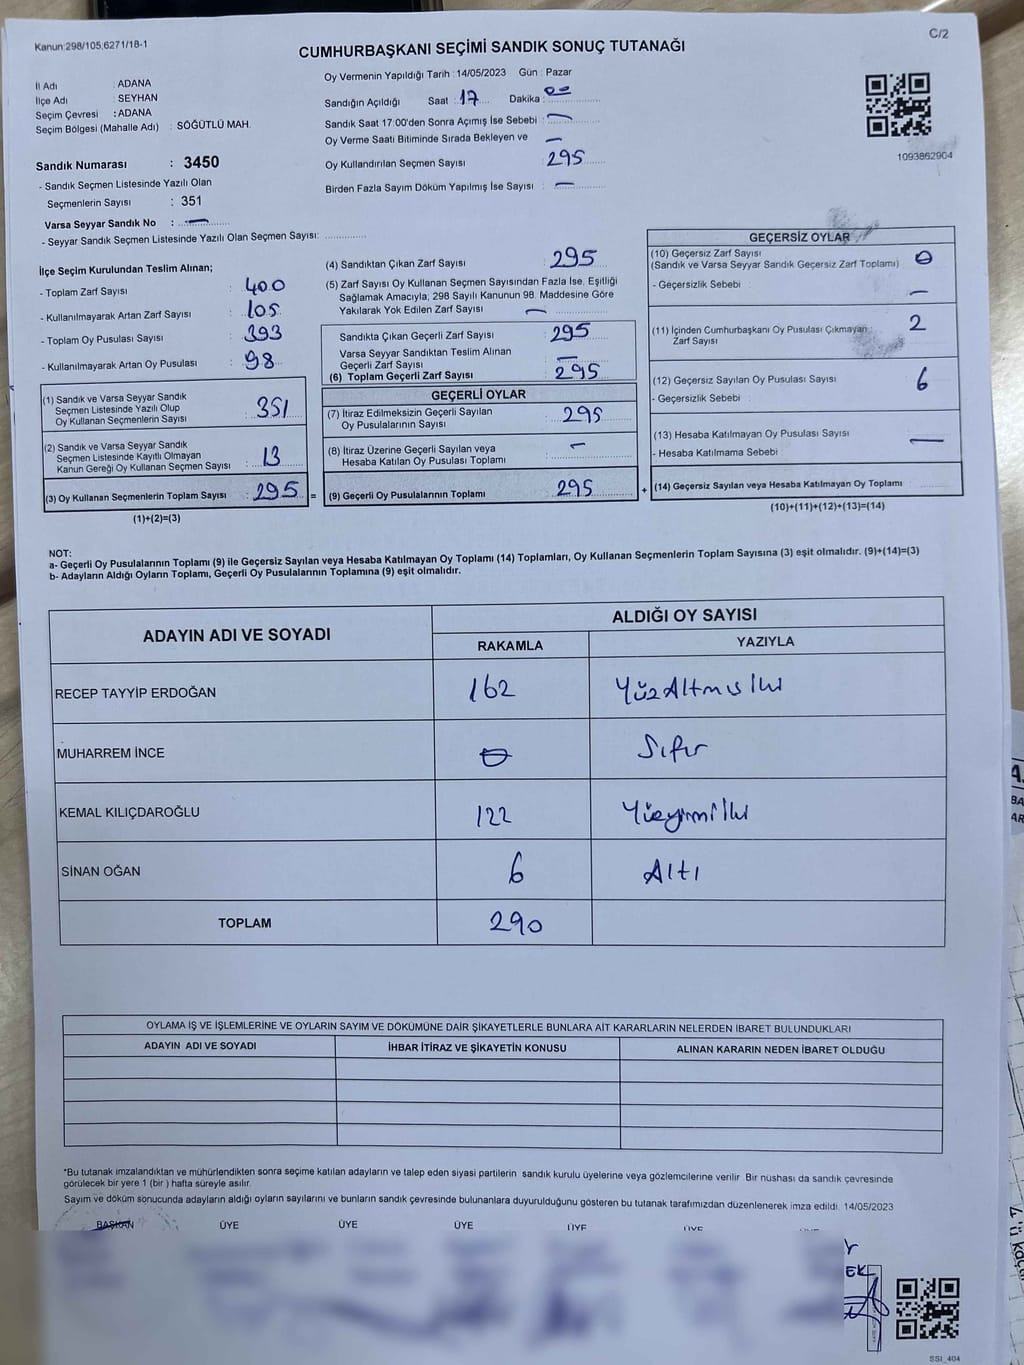 Kanun:298/105;6271/18-1
C/2
CUMHURBAŞKANI SEÇİMİ SANDIK SONUÇ TUTANAĞI
İl Adı : ADANA
İlçe Adı : SEYHAN
Seçim Çevresi : ADANA
Seçim Bölgesi (Mahalle Adı) : SÖĞÜTLÜ MAH.
Sandık Numarası : 3450
- Sandık Seçmen Listesinde Yazılı Olan
Seçmenlerin Sayısı : 351
Varsa Seyyar Sandık No : —
- Seyyar Sandık Seçmen Listesinde Yazılı Olan Seçmen Sayısı: ..............
Oy Vermenin Yapıldığı Tarih : 14/05/2023 Gün : Pazar
Sandığın Açıldığı Saat : 17 Dakika : 00
Sandık Saat 17:00'den Sonra Açımış İse Sebebi : —
Oy Verme Saati Bitiminde Sırada Bekleyen ve —
Oy Kullandırılan Seçmen Sayısı : 295
Birden Fazla Sayım Döküm Yapılmış İse Sayısı : —
1093862904
İlçe Seçim Kurulundan Teslim Alınan;
- Toplam Zarf Sayısı : 400
- Kullanılmayarak Artan Zarf Sayısı : 105
- Toplam Oy Pusulası Sayısı : 393
- Kullanılmayarak Artan Oy Pusulası : 98
(1) Sandık ve Varsa Seyyar Sandık
Seçmen Listesinde Yazılı Olup
Oy Kullanan Seçmenlerin Sayısı : 351
(2) Sandık ve Varsa Seyyar Sandık
Seçmen Listesinde Kayıtlı Olmayan
Kanun Gereği Oy Kullanan Seçmen Sayısı : 13
(3) Oy Kullanan Seçmenlerin Toplam Sayısı : 295 =
(1)+(2)=(3)
(4) Sandıktan Çıkan Zarf Sayısı : 295
(5) Zarf Sayısı Oy Kullanan Seçmen Sayısından Fazla İse, Eşitliği
Sağlamak Amacıyla; 298 Sayılı Kanunun 98. Maddesine Göre
Yakılarak Yok Edilen Zarf Sayısı : —
Sandıkta Çıkan Geçerli Zarf Sayısı : 295
Varsa Seyyar Sandıktan Teslim Alınan
Geçerli Zarf Sayısı : —
(6) Toplam Geçerli Zarf Sayısı : 295
GEÇERLİ OYLAR
(7) İtiraz Edilmeksizin Geçerli Sayılan
Oy Pusulalarının Sayısı : 295
(8) İtiraz Üzerine Geçerli Sayılan veya
Hesaba Katılan Oy Pusulası Toplamı : —
(9) Geçerli Oy Pusulalarının Toplamı : 295 +
GEÇERSİZ OYLAR
(10) Geçersiz Zarf Sayısı
(Sandık ve Varsa Seyyar Sandık Geçersiz Zarf Toplamı) : 0
- Geçersizlik Sebebi : —
(11) İçinden Cumhurbaşkanı Oy Pusulası Çıkmayan : 2
Zarf Sayısı
(12) Geçersiz Sayılan Oy Pusulası Sayısı : 6
- Geçersizlik Sebebi :
(13) Hesaba Katılmayan Oy Pusulası Sayısı : —
- Hesaba Katılmama Sebebi :
(14) Geçersiz Sayılan veya Hesaba Katılmayan Oy Toplamı
(10)+(11)+(12)+(13)=(14)
NOT:
a- Geçerli Oy Pusulalarının Toplamı (9) ile Geçersiz Sayılan veya Hesaba Katılmayan Oy Toplamı (14) Toplamları, Oy Kullanan Seçmenlerin Toplam Sayısına (3) eşit olmalıdır. (9)+(14)=(3)
b- Adayların Aldığı Oyların Toplamı, Geçerli Oy Pusulalarının Toplamına (9) eşit olmalıdır.
ADAYIN ADI VE SOYADI
ALDIĞI OY SAYISI
RAKAMLA YAZIYLA
RECEP TAYYİP ERDOĞAN 162 YüzAltmışİki
MUHARREM İNCE 0 Sıfır
KEMAL KILIÇDAROĞLU 122 Yüzyirmiİki
SİNAN OĞAN 6 Altı
TOPLAM 290
OYLAMA İŞ VE İŞLEMLERİNE VE OYLARIN SAYIM VE DÖKÜMÜNE DAİR ŞİKAYETLERLE BUNLARA AİT KARARLARIN NELERDEN İBARET BULUNDUKLARI
ADAYIN ADI VE SOYADI İHBAR İTİRAZ VE ŞİKAYETİN KONUSU ALINAN KARARIN NEDEN İBARET OLDUĞU
*Bu tutanak imzalandıktan ve mühürlendikten sonra seçime katılan adayların ve talep eden siyasi partilerin sandık kurulu üyelerine veya gözlemcilerine verilir. Bir nüshası da sandık çevresinde
görülecek bir yere 1 (bir ) hafta süreyle asılır.
Sayım ve döküm sonucunda adayların aldığı oyların sayılarını ve bunların sandık çevresinde bulunanlara duyurulduğunu gösteren bu tutanak tarafımızdan düzenlenerek imza edildi. 14/05/2023
BAŞKAN ÜYE ÜYE ÜYE ÜYE ÜYE
EK
SSI_404